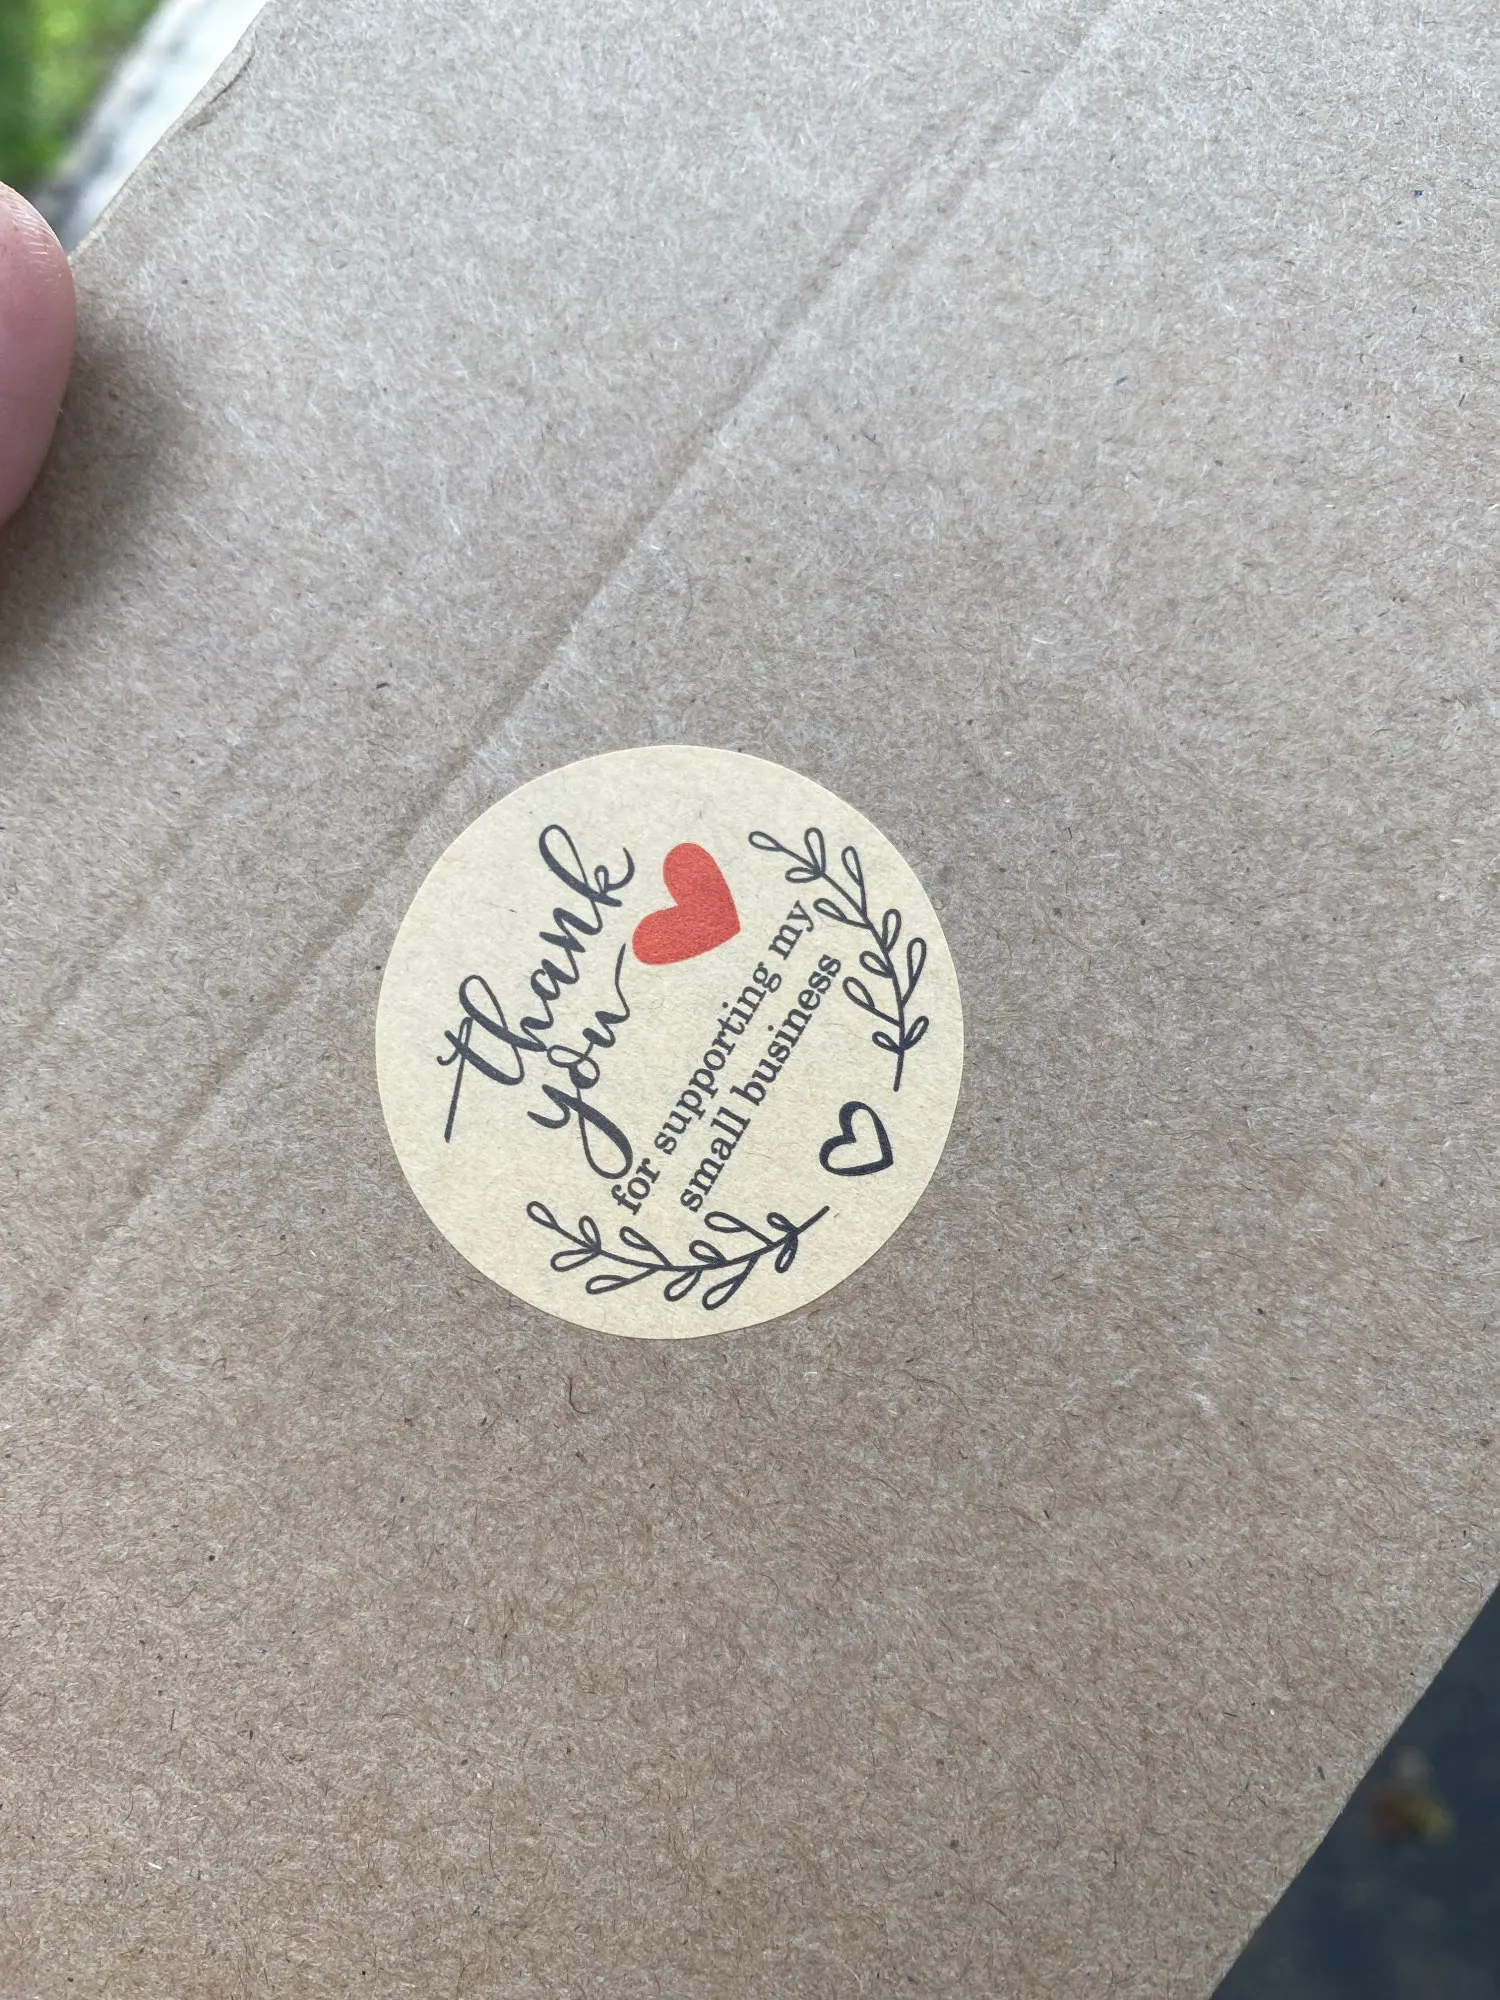 thank
you
for supporting my
small business